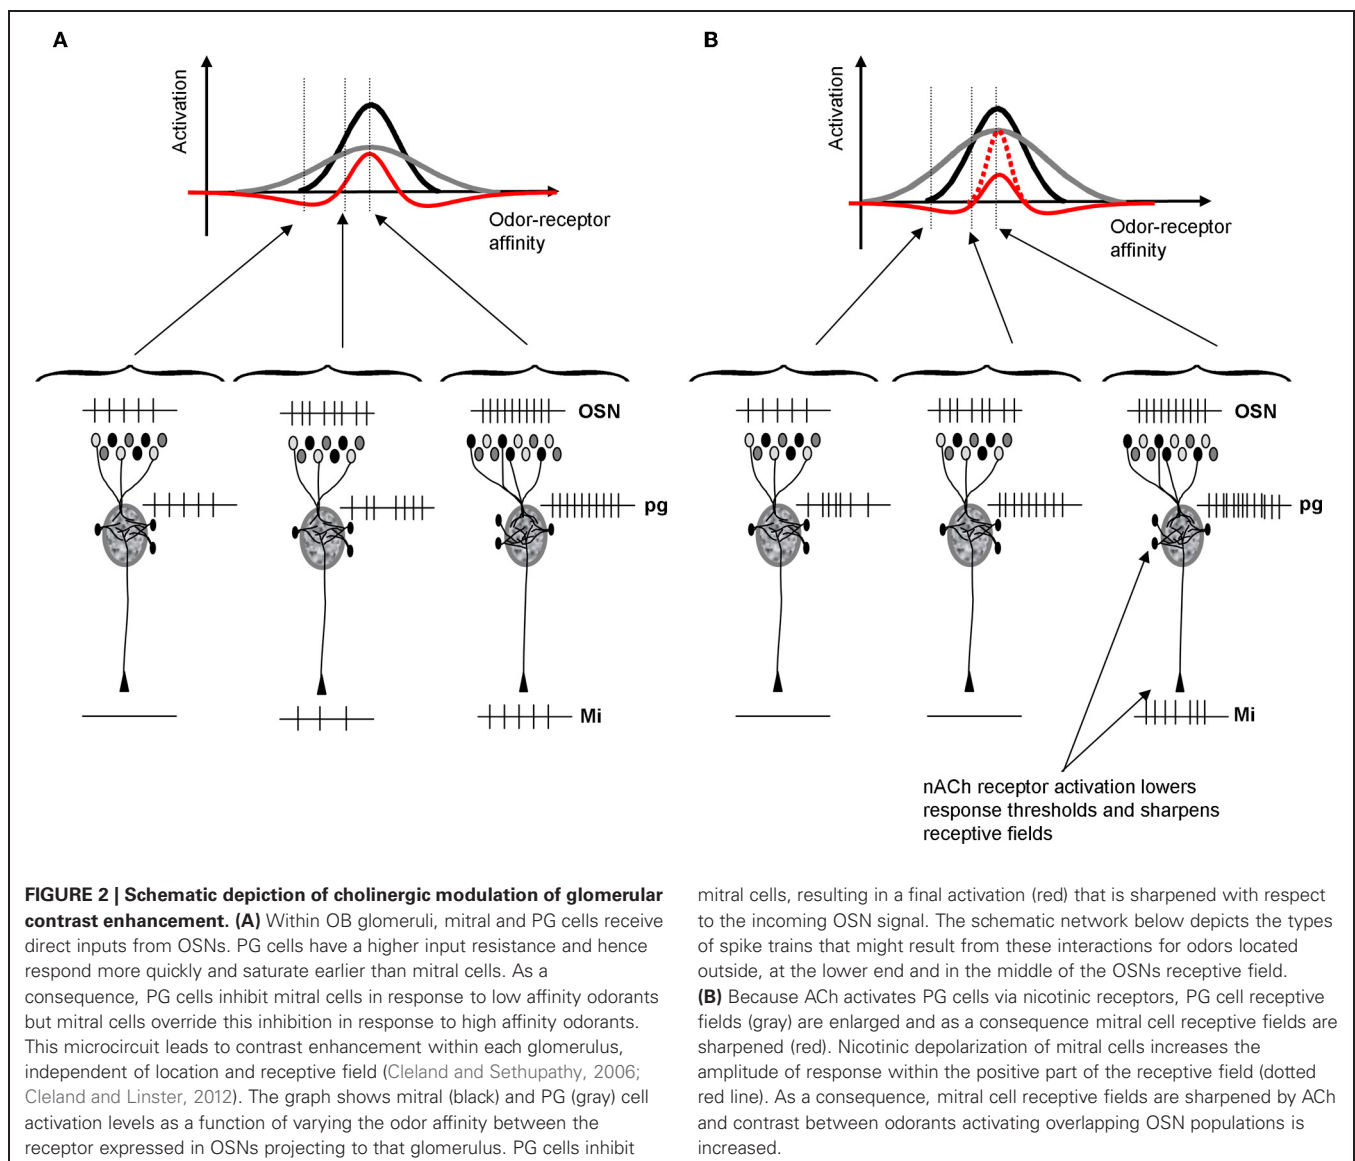 A
Activation
Odor-receptor
affinity
OSN
pg
Mi
B
Activation
Odor-receptor
affinity
OSN
pg
Mi
nACh receptor activation lowers
response thresholds and sharpens
receptive fields
FIGURE 2 | Schematic depiction of cholinergic modulation of glomerular
contrast enhancement. (A) Within OB glomeruli, mitral and PG cells receive
direct inputs from OSNs. PG cells have a higher input resistance and hence
respond more quickly and saturate earlier than mitral cells. As a
consequence, PG cells inhibit mitral cells in response to low affinity odorants
but mitral cells override this inhibition in response to high affinity odorants.
This microcircuit leads to contrast enhancement within each glomerulus,
independent of location and receptive field (Cleland and Sethupathy, 2006;
Cleland and Linster, 2012). The graph shows mitral (black) and PG (gray) cell
activation levels as a function of varying the odor affinity between the
receptor expressed in OSNs projecting to that glomerulus. PG cells inhibit
mitral cells, resulting in a final activation (red) that is sharpened with respect
to the incoming OSN signal. The schematic network below depicts the types
of spike trains that might result from these interactions for odors located
outside, at the lower end and in the middle of the OSNs receptive field.
(B) Because ACh activates PG cells via nicotinic receptors, PG cell receptive
fields (gray) are enlarged and as a consequence mitral cell receptive fields are
sharpened (red). Nicotinic depolarization of mitral cells increases the
amplitude of response within the positive part of the receptive field (dotted
red line). As a consequence, mitral cell receptive fields are sharpened by ACh
and contrast between odorants activating overlapping OSN populations is
increased.